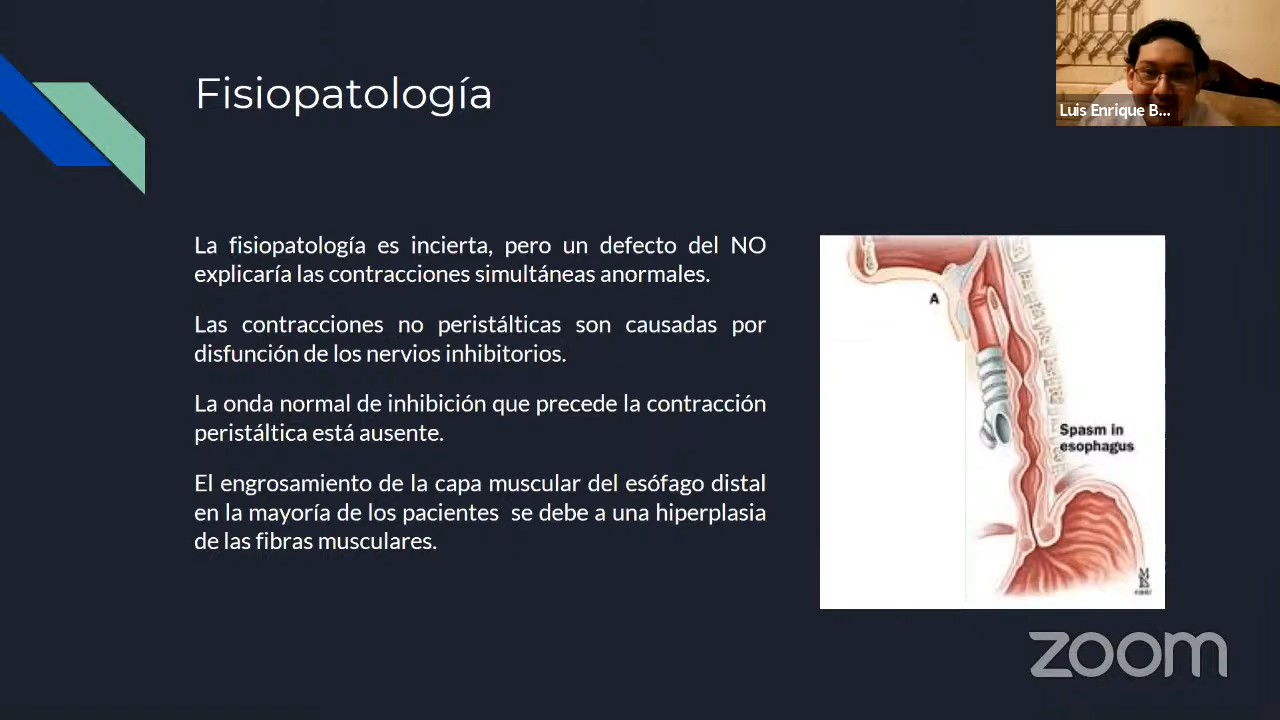 Fisiopatología
Luis Enrique B...
La fisiopatología es incierta, pero un defecto del NO
explicaría las contracciones simultáneas anormales.
Las contracciones no peristálticas son causadas por
disfunción de los nervios inhibitorios.
La onda normal de inhibición que precede la contracción
peristáltica está ausente.
El engrosamiento de la capa muscular del esófago distal
en la mayoría de los pacientes se debe a una hiperplasia
de las fibras musculares.
A
Spasm in
esophagus
zoom